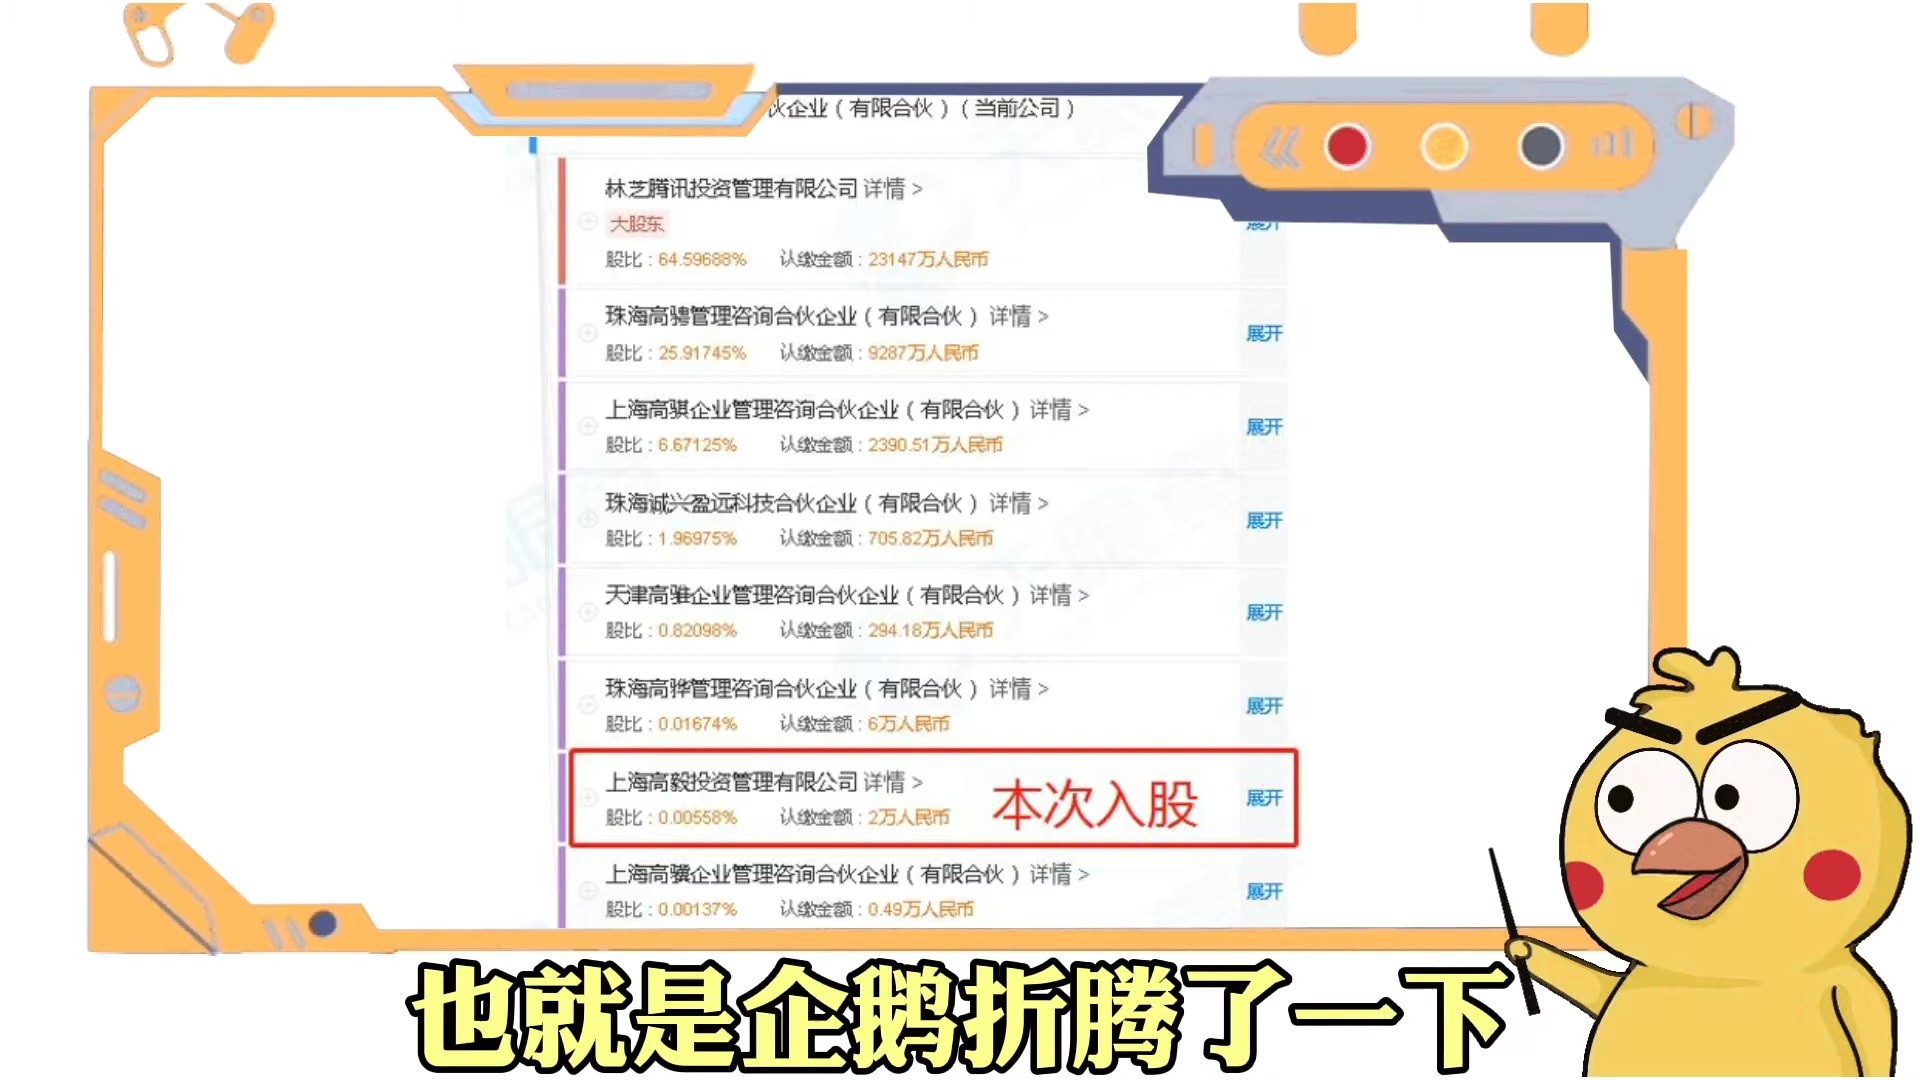 伙企业（有限合伙）（当前公司）
林芝腾讯投资管理有限公司 详情 >
大股东
展开
股比：64.59688% 认缴金额：23147万人民币
珠海高骋管理咨询合伙企业（有限合伙） 详情 >
展开
股比：25.91745% 认缴金额：9287万人民币
上海高骐企业管理咨询合伙企业（有限合伙） 详情 >
展开
股比：6.67125% 认缴金额：2390.51万人民币
珠海诚兴盈远科技合伙企业（有限合伙） 详情 >
展开
股比：1.96975% 认缴金额：705.82万人民币
天津高骓企业管理咨询合伙企业（有限合伙） 详情 >
展开
股比：0.82098% 认缴金额：294.18万人民币
珠海高骅管理咨询合伙企业（有限合伙） 详情 >
展开
股比：0.01674% 认缴金额：6万人民币
上海高毅投资管理有限公司 详情 >
本次入股
展开
股比：0.00558% 认缴金额：2万人民币
上海高骥企业管理咨询合伙企业（有限合伙） 详情 >
展开
股比：0.00137% 认缴金额：0.49万人民币
也就是企鹅折腾了一下